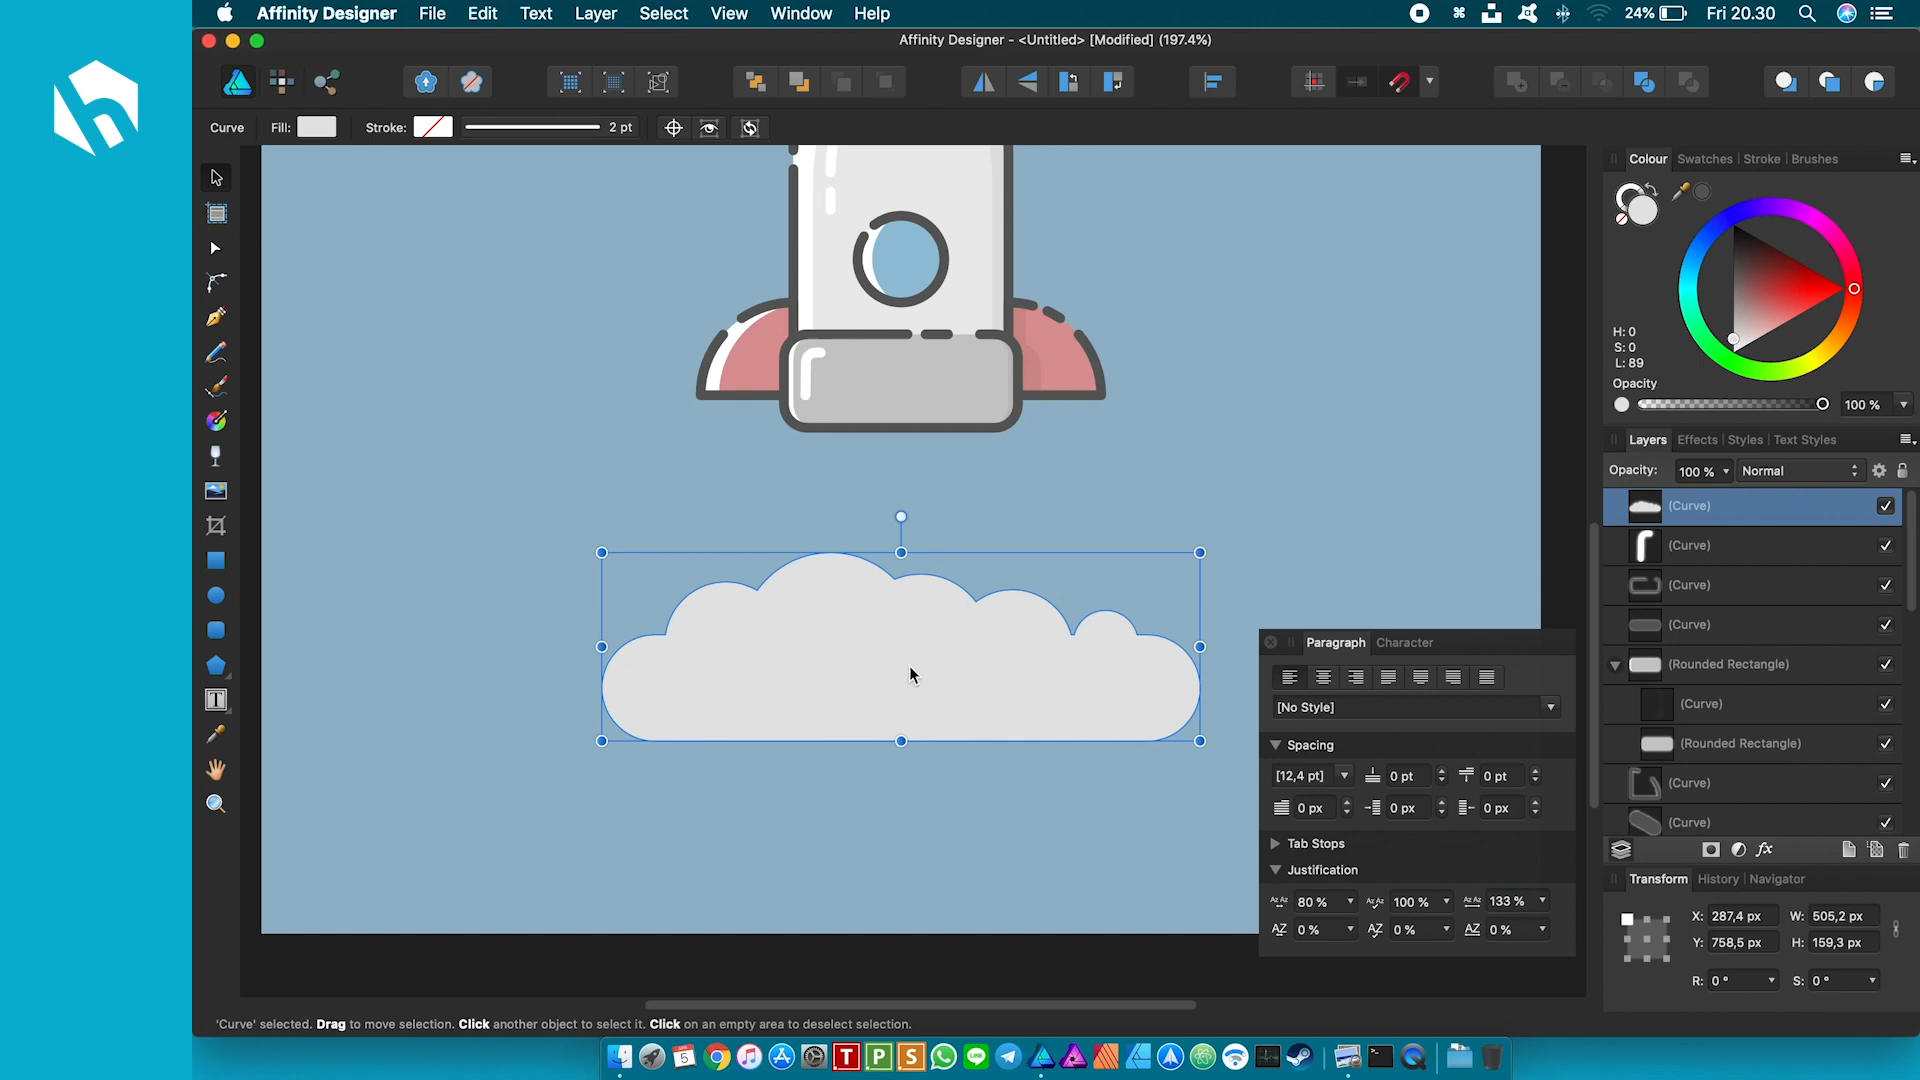 Affinity Designer File Edit Text Layer Select View Window Help 24% Fri 20.30
Affinity Designer - <Untitled> [Modified] (197.4%)
Curve Fill: Stroke: 2 pt
Colour Swatches Stroke Brushes
H: 0
S: 0
L: 89
Opacity
100 %
Layers Effects Styles Text Styles
Opacity: 100 % Normal
(Curve)
(Curve)
(Curve)
(Curve)
(Rounded Rectangle)
(Curve)
(Rounded Rectangle)
(Curve)
(Curve)
Paragraph Character
[No Style]
Spacing
[12,4 pt] 0 pt 0 pt
0 px 0 px 0 px
Tab Stops
Justification
80 % 100 % 133 %
0 % 0 % 0 %
Transform History Navigator
X: 287,4 px W: 505,2 px
Y: 758,5 px H: 159,3 px
R: 0 ° S: 0 °
'Curve' selected. Drag to move selection. Click another object to select it. Click on an empty area to deselect selection.
5 T P S